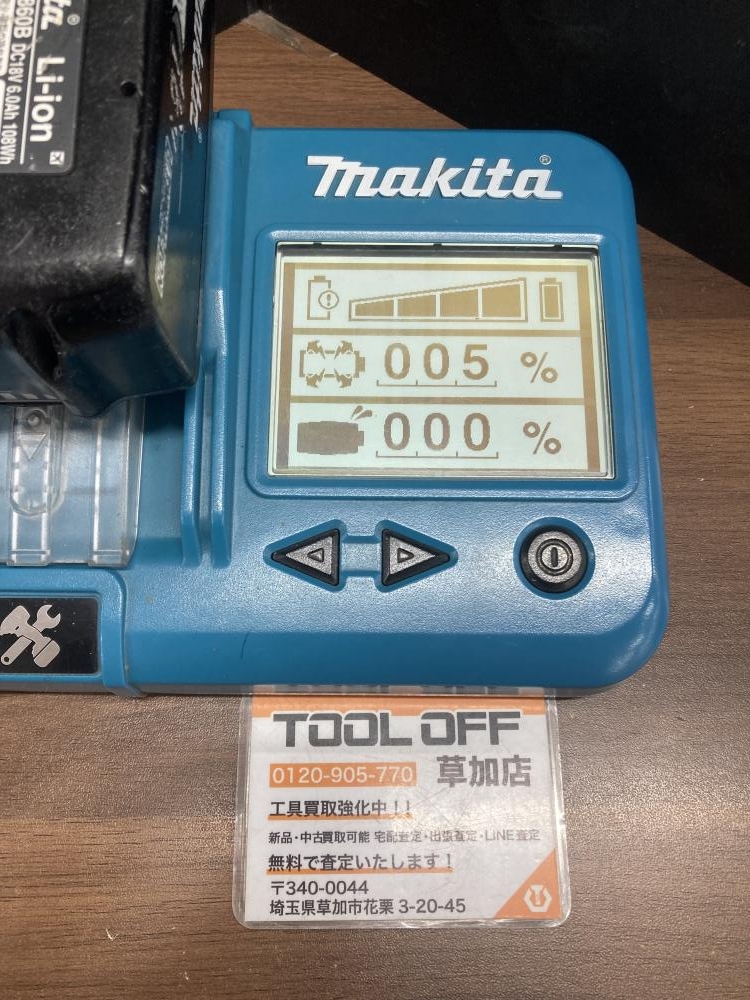 Li-ion
860B DC18V 6.0Ah 108Wh
makita®
005 %
000 %
TOOL OFF
0120-905-770 草加店
工具買取強化中!!
新品・中古買取可能 宅配査定・出張査定・LINE査定
無料で査定いたします!
〒340-0044
埼玉県草加市花栗 3-20-45